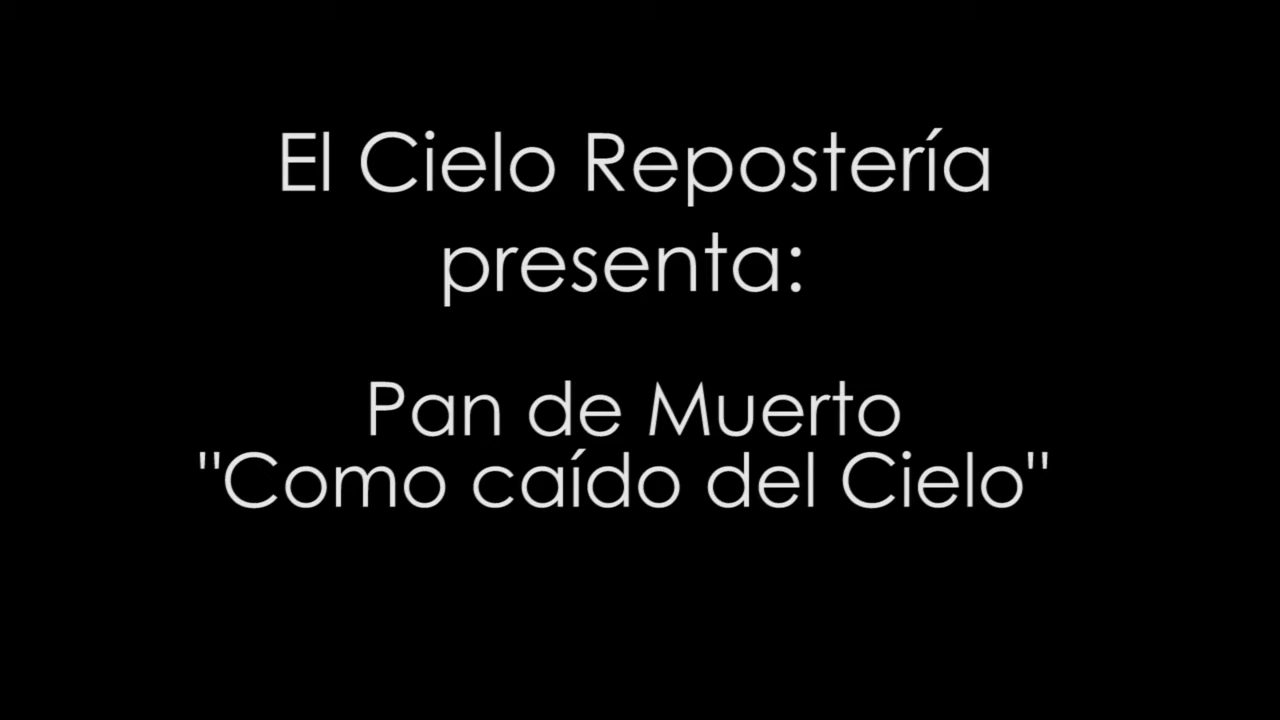 El Cielo Repostería
presenta:
Pan de Muerto
"Como caído del Cielo"